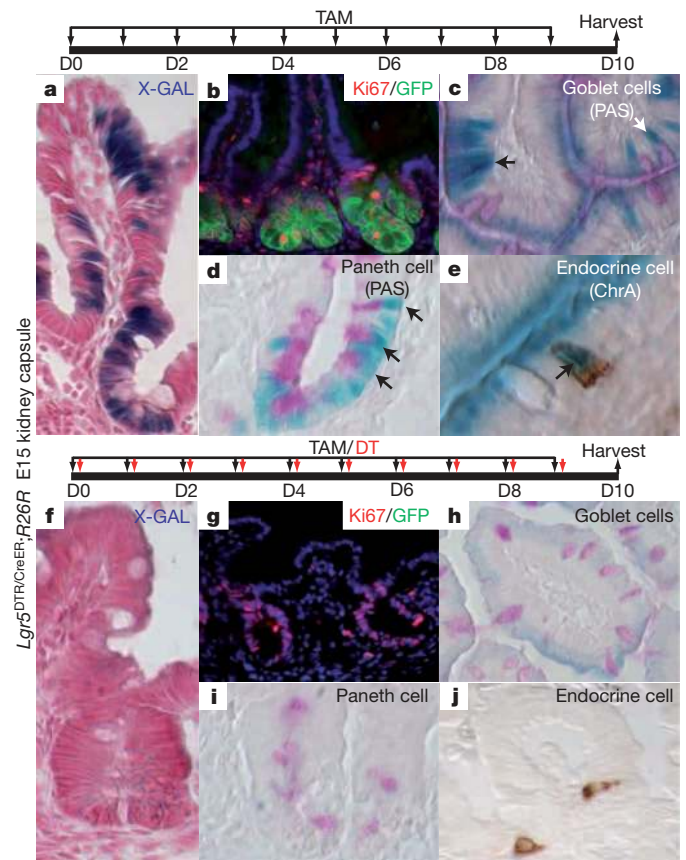 TAM
Harvest
D0 D2 D4 D6 D8 D10
a X-GAL
b Ki67/GFP
c Goblet cells
(PAS)
d Paneth cell
(PAS)
e Endocrine cell
(ChrA)
Lgr5DTR/CreER;R26R E15 kidney capsule
TAM/DT
Harvest
D0 D2 D4 D6 D8 D10
f X-GAL
g Ki67/GFP
h Goblet cells
i Paneth cell
j Endocrine cell